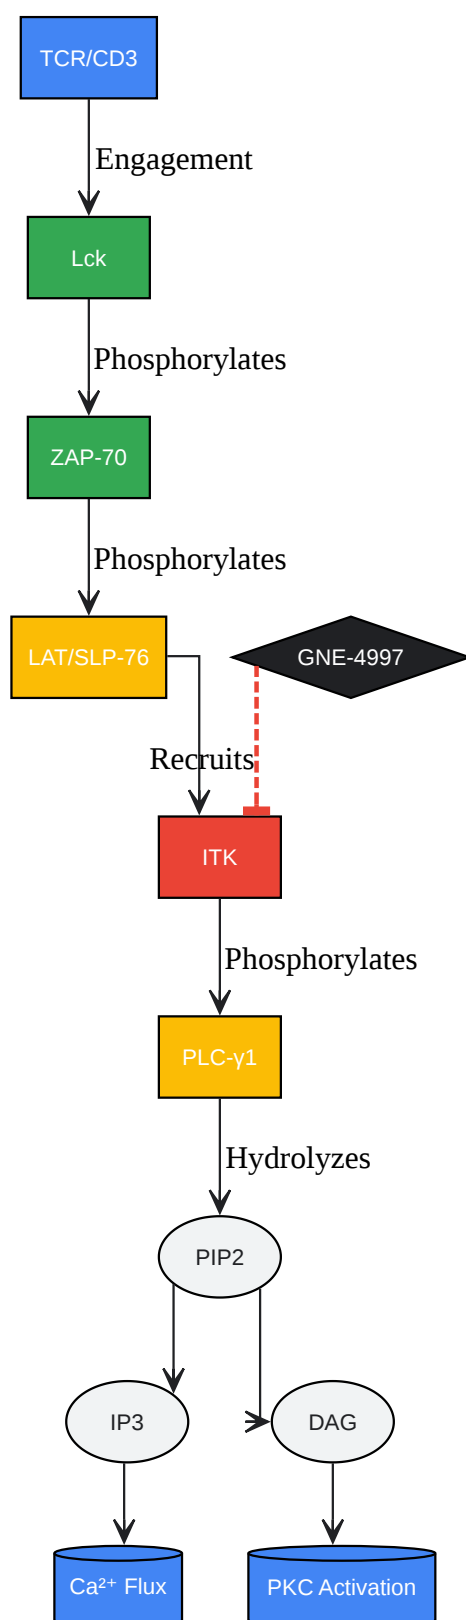 TCR/CD3
Engagement
Lck
Phosphorylates
ZAP-70
Phosphorylates
LAT/SLP-76
GNE-4997
Recruits
ITK
Phosphorylates
PLC-γ1
Hydrolyzes
PIP2
IP3
DAG
Ca²⁺ Flux
PKC Activation